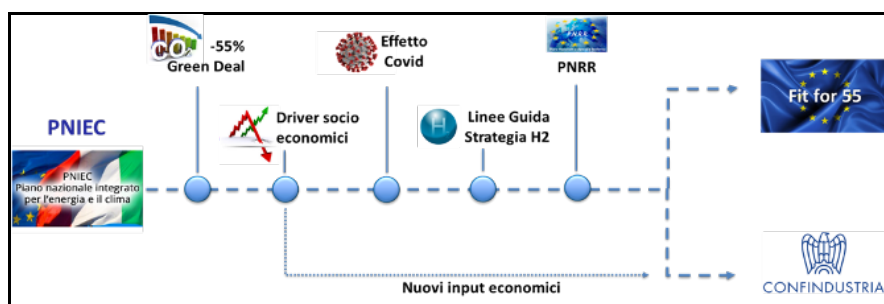 -55%
Green Deal
Effetto
Covid
PNRR
PNRR
Fit for 55
PNIEC
Driver socio
economici
Linee Guida
Strategia H2
H
PNIEC
Piano nazionale integrato
per l'energia e il clima
Nuovi input economici
CONFINDUSTRIA